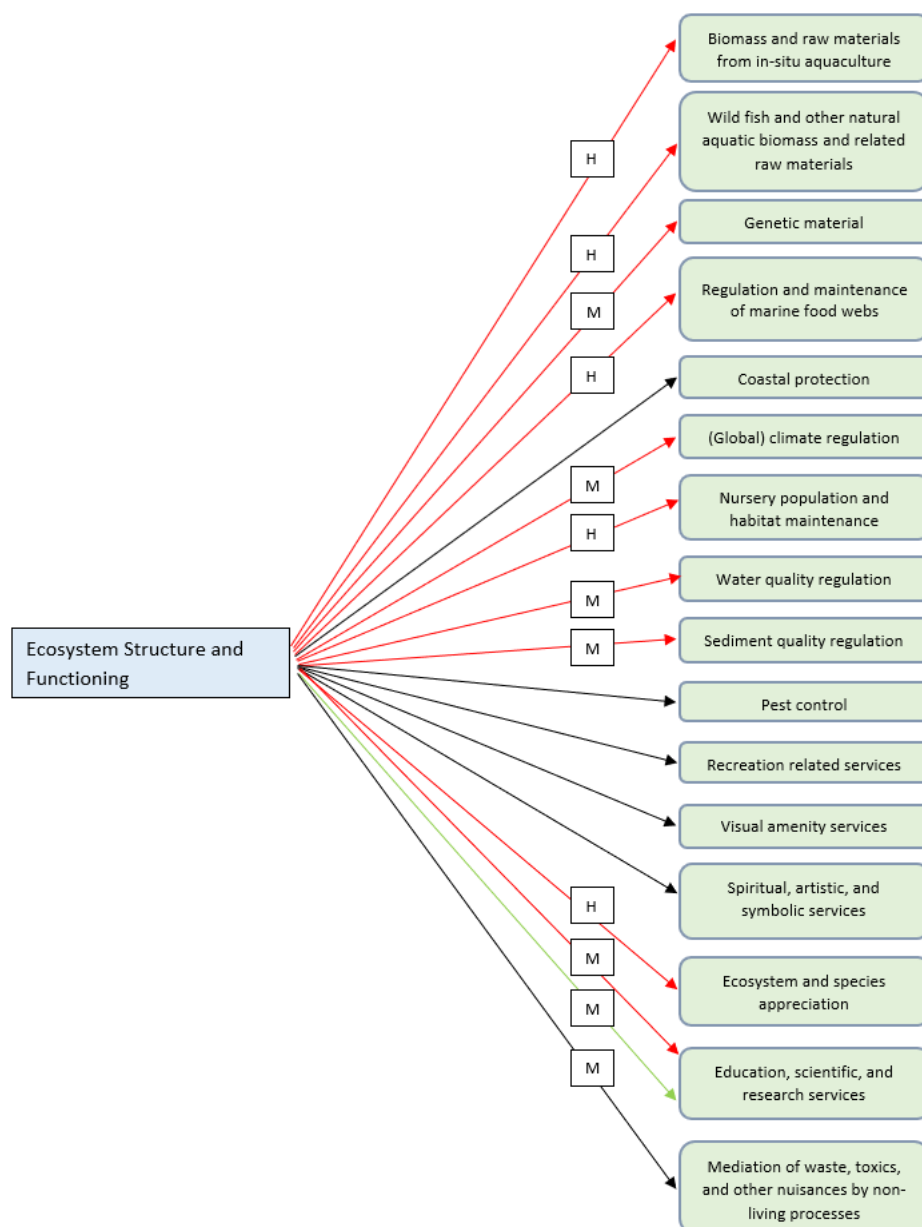 Biomass and raw materials
from in-situ aquaculture
Wild fish and other natural
aquatic biomass and related
raw materials
H
Genetic material
H
M
Regulation and maintenance
of marine food webs
H
Coastal protection
(Global) climate regulation
M
Nursery population and
habitat maintenance
H
Water quality regulation
M
Ecosystem Structure and
Functioning
Sediment quality regulation
M
Pest control
Recreation related services
Visual amenity services
Spiritual, artistic, and
symbolic services
H
Ecosystem and species
appreciation
M
M
Education, scientific, and
research services
M
Mediation of waste, toxics,
and other nuisances by non-
living processes